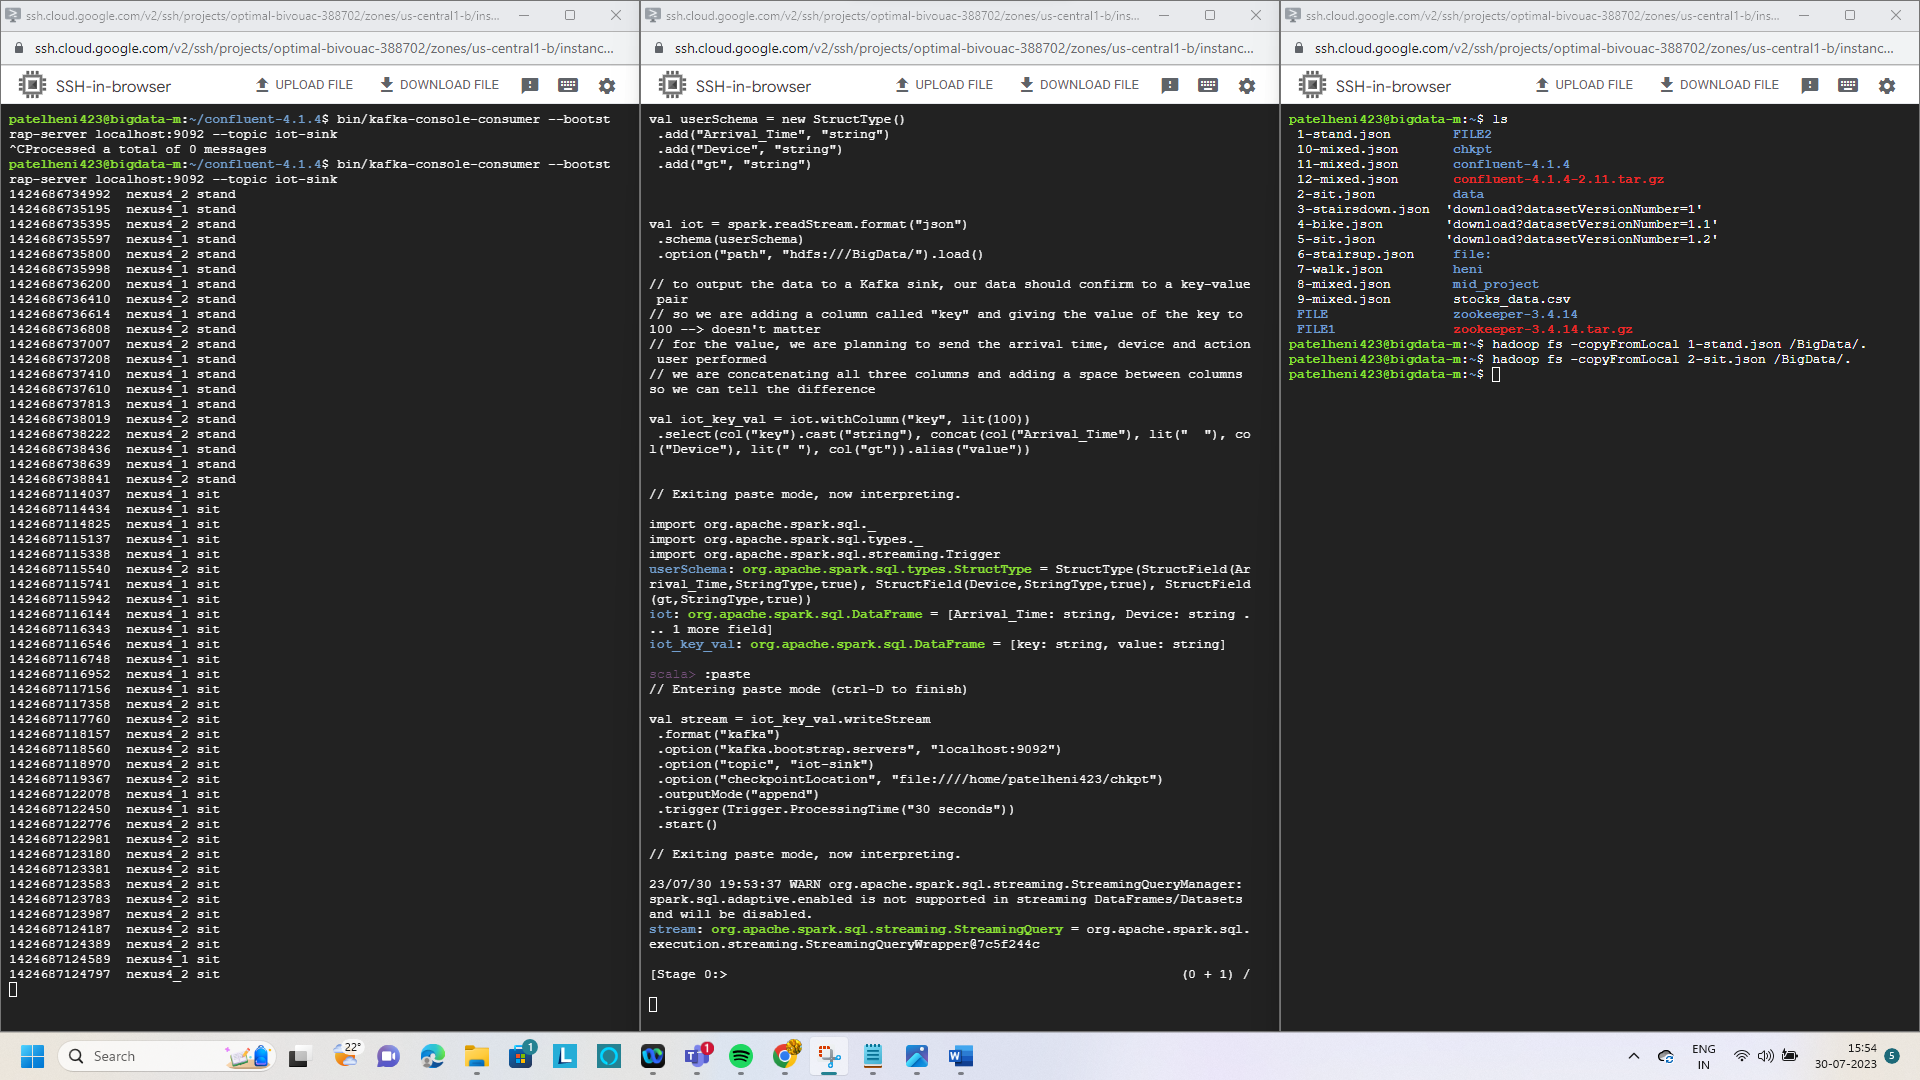 ssh.cloud.google.com/v2/ssh/projects/optimal-bivouac-388702/zones/us-central1-b/ins...
ssh.cloud.google.com/v2/ssh/projects/optimal-bivouac-388702/zones/us-central1-b/instanc...
SSH-in-browser
UPLOAD FILE
DOWNLOAD FILE
patelheni423@bigdata-m:~/confluent-4.1.4$ bin/kafka-console-consumer --bootst
rap-server localhost:9092 --topic iot-sink
^CProcessed a total of 0 messages
patelheni423@bigdata-m:~/confluent-4.1.4$ bin/kafka-console-consumer --bootst
rap-server localhost:9092 --topic iot-sink
1424686734992  nexus4_2 stand
1424686735195  nexus4_1 stand
1424686735395  nexus4_2 stand
1424686735597  nexus4_1 stand
1424686735800  nexus4_2 stand
1424686735998  nexus4_1 stand
1424686736200  nexus4_1 stand
1424686736410  nexus4_2 stand
1424686736614  nexus4_1 stand
1424686736808  nexus4_2 stand
1424686737007  nexus4_2 stand
1424686737208  nexus4_1 stand
1424686737410  nexus4_2 stand
1424686737610  nexus4_1 stand
1424686737813  nexus4_1 stand
1424686738019  nexus4_2 stand
1424686738222  nexus4_2 stand
1424686738436  nexus4_1 stand
1424686738639  nexus4_1 stand
1424686738841  nexus4_2 stand
1424687114037  nexus4_1 sit
1424687114434  nexus4_1 sit
1424687114825  nexus4_1 sit
1424687115137  nexus4_1 sit
1424687115338  nexus4_1 sit
1424687115540  nexus4_2 sit
1424687115741  nexus4_1 sit
1424687115942  nexus4_1 sit
1424687116144  nexus4_1 sit
1424687116343  nexus4_1 sit
1424687116546  nexus4_1 sit
1424687116748  nexus4_1 sit
1424687116952  nexus4_1 sit
1424687117156  nexus4_1 sit
1424687117358  nexus4_2 sit
1424687117760  nexus4_2 sit
1424687118157  nexus4_2 sit
1424687118560  nexus4_2 sit
1424687118970  nexus4_2 sit
1424687119367  nexus4_2 sit
1424687122078  nexus4_1 sit
1424687122450  nexus4_1 sit
1424687122776  nexus4_2 sit
1424687122981  nexus4_2 sit
1424687123180  nexus4_2 sit
1424687123381  nexus4_2 sit
1424687123583  nexus4_2 sit
1424687123783  nexus4_2 sit
1424687123987  nexus4_2 sit
1424687124187  nexus4_2 sit
1424687124389  nexus4_2 sit
1424687124589  nexus4_1 sit
1424687124797  nexus4_2 sit
ssh.cloud.google.com/v2/ssh/projects/optimal-bivouac-388702/zones/us-central1-b/ins...
ssh.cloud.google.com/v2/ssh/projects/optimal-bivouac-388702/zones/us-central1-b/instanc...
SSH-in-browser
UPLOAD FILE
DOWNLOAD FILE
val userSchema = new StructType()
 .add("Arrival_Time", "string")
 .add("Device", "string")
 .add("gt", "string")
val iot = spark.readStream.format("json")
 .schema(userSchema)
 .option("path", "hdfs:///BigData/").load()
// to output the data to a Kafka sink, our data should confirm to a key-value
 pair
// so we are adding a column called "key" and giving the value of the key to
100 --> doesn't matter
// for the value, we are planning to send the arrival time, device and action
 user performed
// we are concatenating all three columns and adding a space between columns
so we can tell the difference
val iot_key_val = iot.withColumn("key", lit(100))
 .select(col("key").cast("string"), concat(col("Arrival_Time"), lit("  "), co
l("Device"), lit(" "), col("gt")).alias("value"))
// Exiting paste mode, now interpreting.
import org.apache.spark.sql._
import org.apache.spark.sql.types._
import org.apache.spark.sql.streaming.Trigger
userSchema: org.apache.spark.sql.types.StructType = StructType(StructField(Ar
rival_Time,StringType,true), StructField(Device,StringType,true), StructField
(gt,StringType,true))
iot: org.apache.spark.sql.DataFrame = [Arrival_Time: string, Device: string .
.. 1 more field]
iot_key_val: org.apache.spark.sql.DataFrame = [key: string, value: string]
scala> :paste
// Entering paste mode (ctrl-D to finish)
val stream = iot_key_val.writeStream
 .format("kafka")
 .option("kafka.bootstrap.servers", "localhost:9092")
 .option("topic", "iot-sink")
 .option("checkpointLocation", "file:////home/patelheni423/chkpt")
 .outputMode("append")
 .trigger(Trigger.ProcessingTime("30 seconds"))
 .start()
// Exiting paste mode, now interpreting.
23/07/30 19:53:37 WARN org.apache.spark.sql.streaming.StreamingQueryManager:
spark.sql.adaptive.enabled is not supported in streaming DataFrames/Datasets
and will be disabled.
stream: org.apache.spark.sql.streaming.StreamingQuery = org.apache.spark.sql.
execution.streaming.StreamingQueryWrapper@7c5f244c
[Stage 0:> (0 + 1) /
ssh.cloud.google.com/v2/ssh/projects/optimal-bivouac-388702/zones/us-central1-b/ins...
ssh.cloud.google.com/v2/ssh/projects/optimal-bivouac-388702/zones/us-central1-b/instanc...
SSH-in-browser
UPLOAD FILE
DOWNLOAD FILE
patelheni423@bigdata-m:~$ ls
1-stand.json FILE2
10-mixed.json chkpt
11-mixed.json confluent-4.1.4
12-mixed.json confluent-4.1.4-2.11.tar.gz
2-sit.json data
3-stairsdown.json 'download?datasetVersionNumber=1'
4-bike.json 'download?datasetVersionNumber=1.1'
5-sit.json 'download?datasetVersionNumber=1.2'
6-stairsup.json file:
7-walk.json heni
8-mixed.json mid_project
9-mixed.json stocks_data.csv
FILE zookeeper-3.4.14
FILE1 zookeeper-3.4.14.tar.gz
patelheni423@bigdata-m:~$ hadoop fs -copyFromLocal 1-stand.json /BigData/.
patelheni423@bigdata-m:~$ hadoop fs -copyFromLocal 2-sit.json /BigData/.
patelheni423@bigdata-m:~$
Search
22°
1
1
ENG
IN
15:54
30-07-2023
5